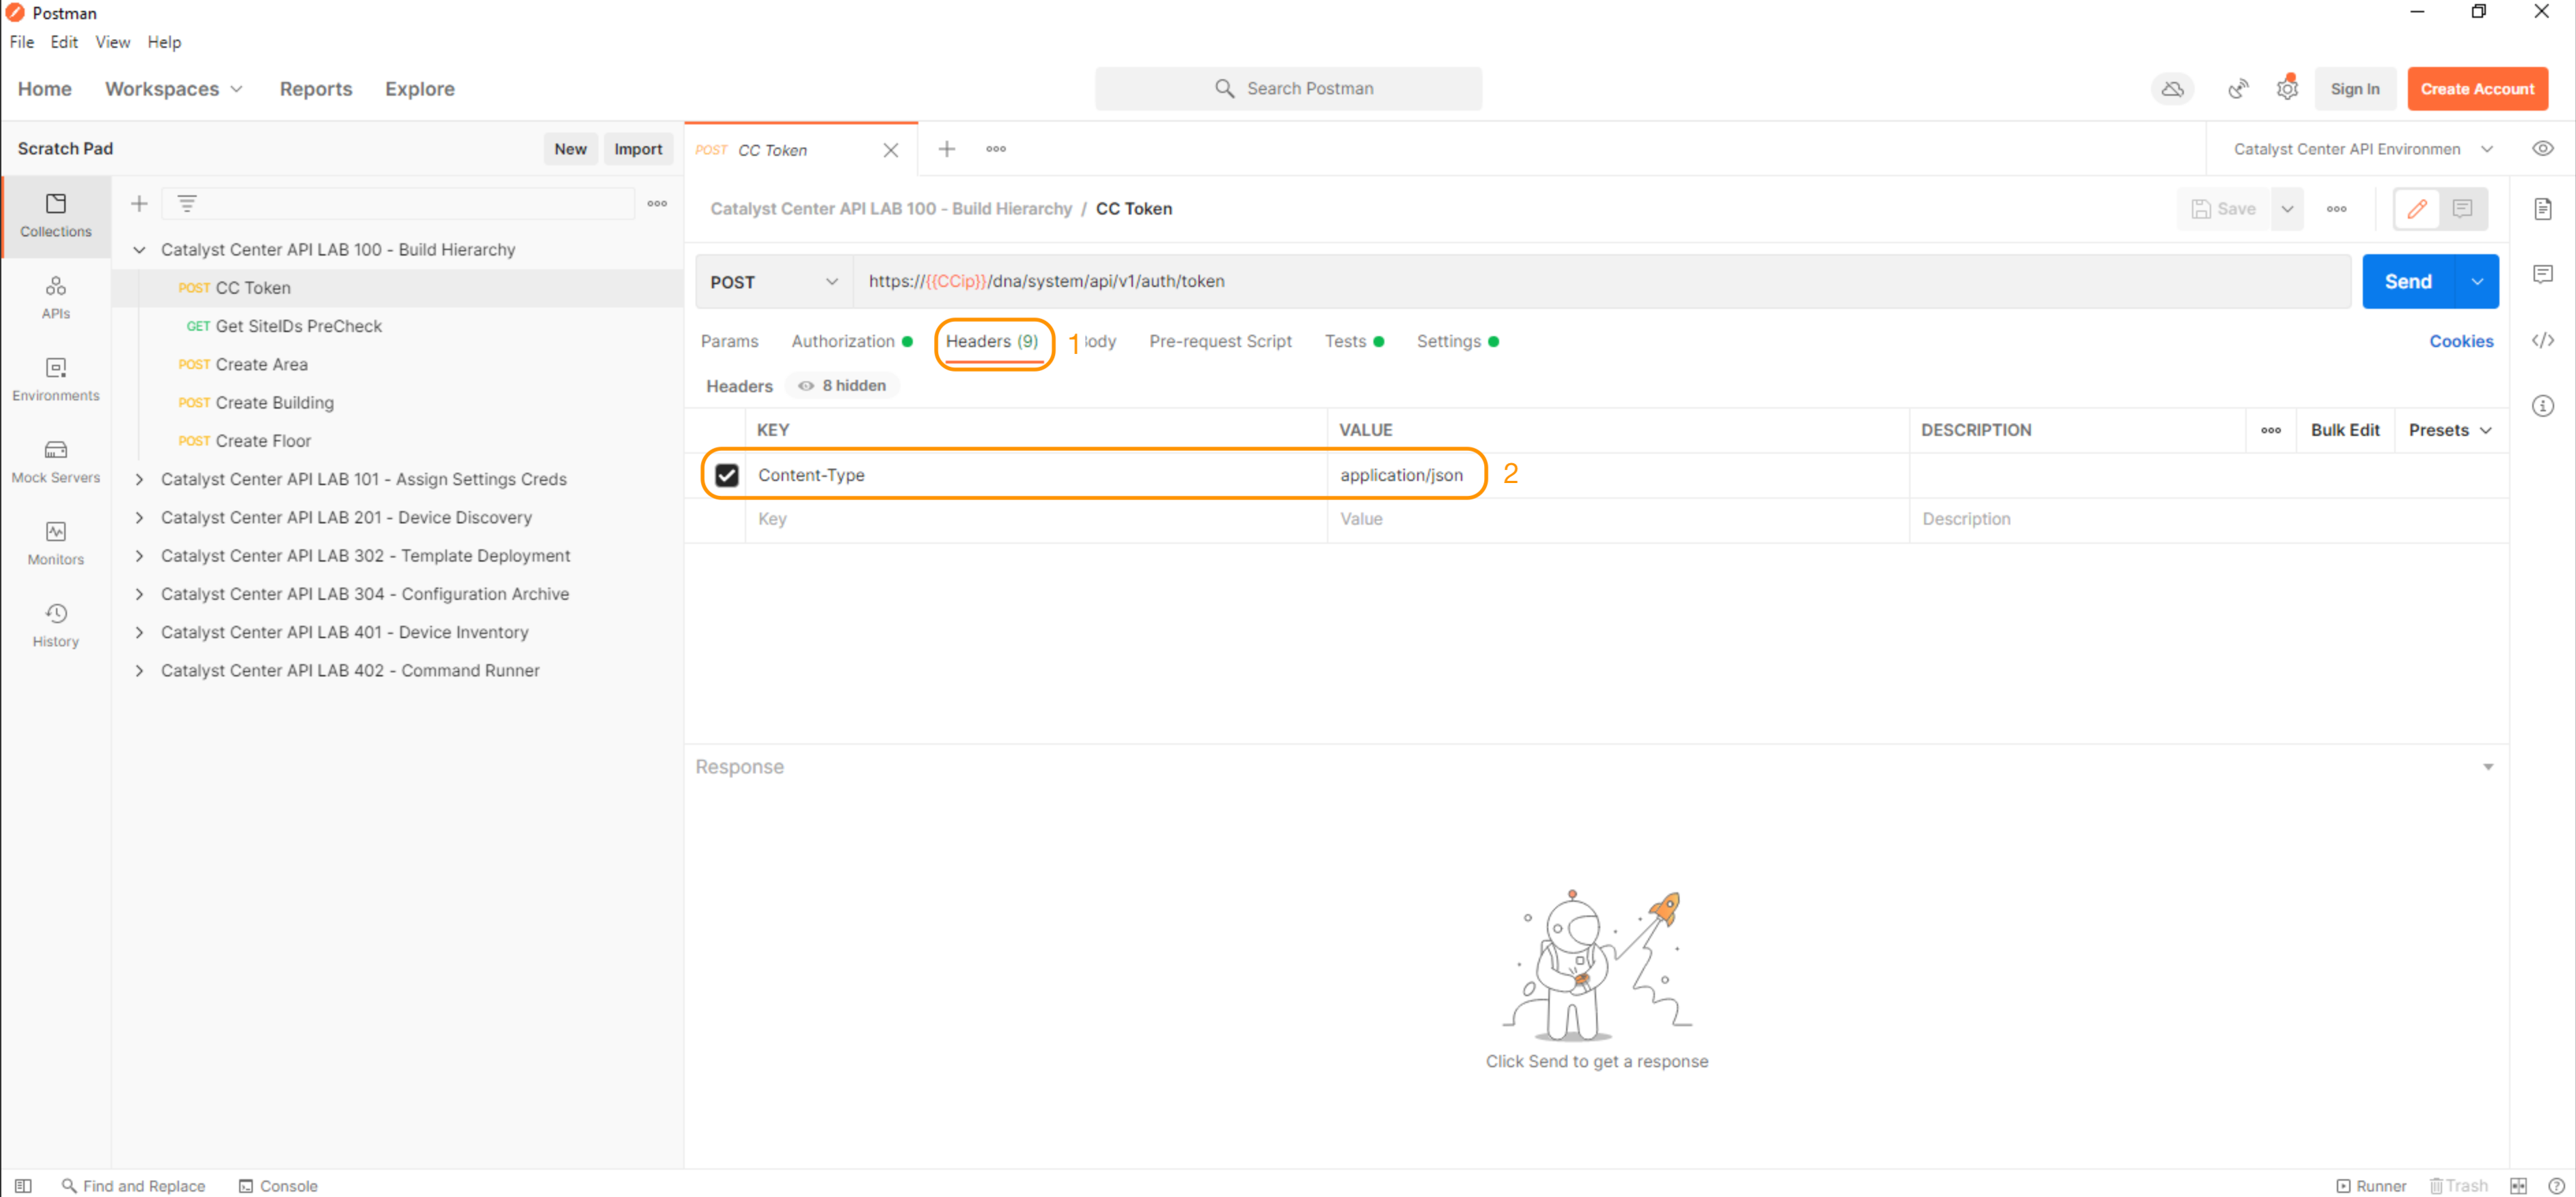 Postman
File Edit View Help
Home Workspaces Reports Explore Search Postman Sign In Create Account
Scratch Pad New Import POST CC Token Catalyst Center API Environmen
Collections
APIs
Environments
Mock Servers
Monitors
History
Catalyst Center API LAB 100 - Build Hierarchy
POST CC Token
GET Get SiteIDs PreCheck
POST Create Area
POST Create Building
POST Create Floor
Catalyst Center API LAB 101 - Assign Settings Creds
Catalyst Center API LAB 201 - Device Discovery
Catalyst Center API LAB 302 - Template Deployment
Catalyst Center API LAB 304 - Configuration Archive
Catalyst Center API LAB 401 - Device Inventory
Catalyst Center API LAB 402 - Command Runner
Catalyst Center API LAB 100 - Build Hierarchy / CC Token Save
POST https://{{CCip}}/dna/system/api/v1/auth/token Send
Params Authorization Headers (9) 1 ody Pre-request Script Tests Settings Cookies
Headers 8 hidden
KEY VALUE DESCRIPTION Bulk Edit Presets
Content-Type application/json 2
Key Value Description
Response
Click Send to get a response
Find and Replace Console Runner Trash